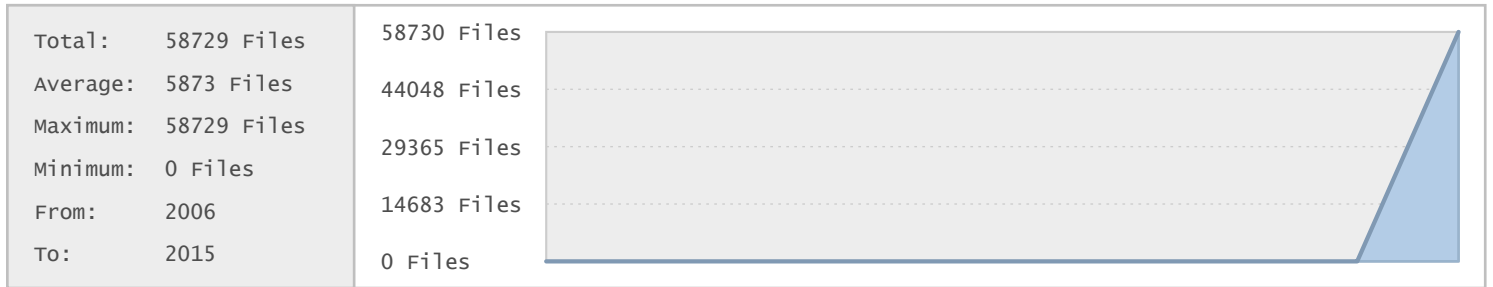 Total: 58729 Files
Average: 5873 Files
Maximum: 58729 Files
Minimum: 0 Files
From: 2006
To: 2015
58730 Files
44048 Files
29365 Files
14683 Files
0 Files